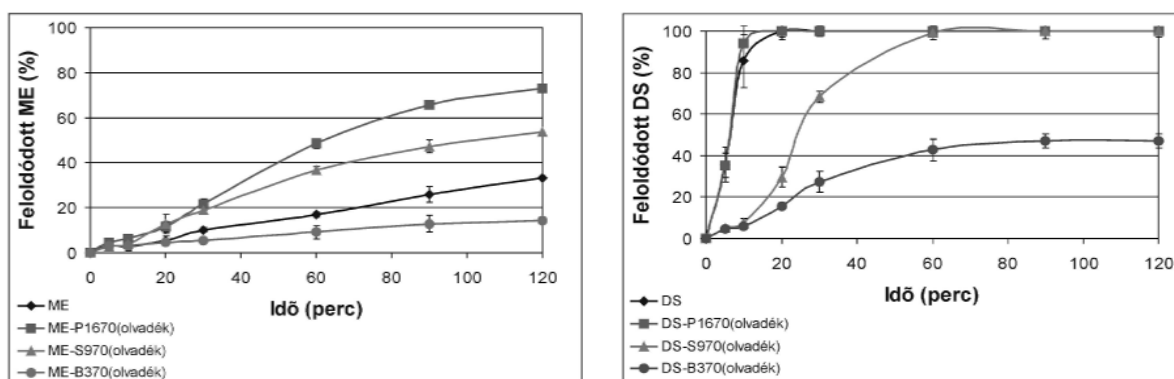 Feloldódott ME (%)
100
80
60
40
20
0
0 20 40 60 80 100 120
Idõ (perc)
ME
ME-P1670(olvadék)
ME-S970(olvadék)
ME-B370(olvadék)
Feloldódott DS (%)
100
80
60
40
20
0
0 20 40 60 80 100 120
Idõ (perc)
DS
DS-P1670(olvadék)
DS-S970(olvadék)
DS-B370(olvadék)